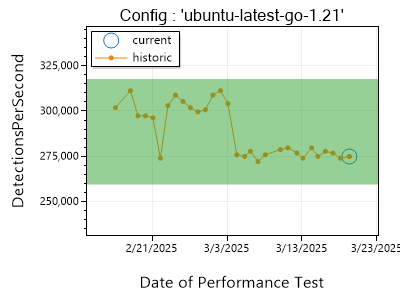 Config : 'ubuntu-latest-go-1.21'
current
historic
DetectionsPerSecond
325,000
300,000
275,000
250,000
2/21/2025
3/3/2025
3/13/2025
3/23/2025
Date of Performance Test